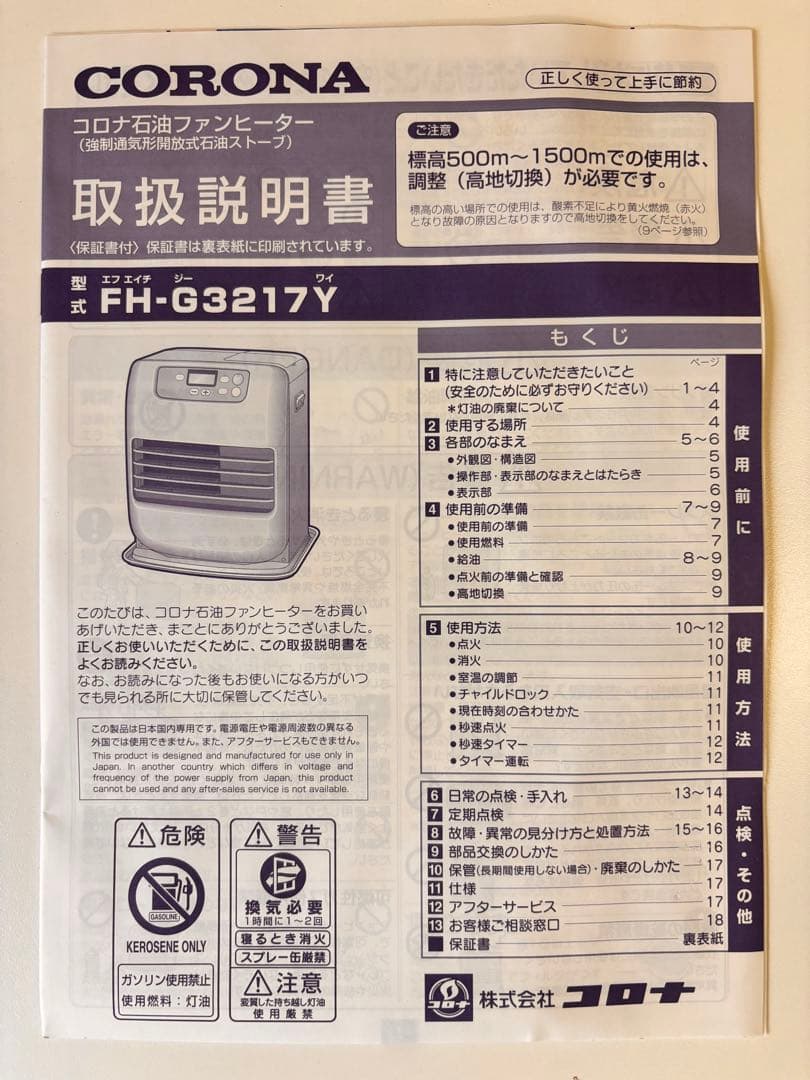 CORONA
正しく使って上手に節約
コロナ石油ファンヒーター
（強制通気形開放式石油ストーブ）
取扱説明書
〈保証書付〉保証書は裏表紙に印刷されています。
ご注意
標高500m〜1500mでの使用は、
調整（高地切換）が必要です。
標高の高い場所での使用は、酸素不足により黄火燃焼（赤火）
となり故障の原因となりますので高地切換をしてください。
（9ページ参照）
型式 FH-G3217Y
エフ エイチ ジー ワイ
このたびは、コロナ石油ファンヒーターをお買い
あげいただき、まことにありがとうございました。
正しくお使いいただくために、この取扱説明書を
よくお読みください。
なお、お読みになった後もお使いになる方がいつ
でも見られる所に大切に保管してください。
この製品は日本国内専用です。電源電圧や電源周波数の異なる
外国では使用できません。また、アフターサービスもできません。
This product is designed and manufactured for use only in
Japan. In another country which differs in voltage and
frequency of the power supply from Japan, this product
cannot be used and any after-sales service is not available.
危険
GASOLINE
KEROSENE ONLY
ガソリン使用禁止
使用燃料：灯油
警告
換気必要
1時間に1〜2回
寝るとき消火
スプレー缶厳禁
注意
変質した持ち越し灯油
使用厳禁
もくじ
ページ
使用前に
1 特に注意していただきたいこと
（安全のために必ずお守りください） 1〜4
＊灯油の廃棄について 4
2 使用する場所 4
3 各部のなまえ 5〜6
●外観図・構造図 5
●操作部・表示部のなまえとはたらき 5
●表示部 6
4 使用前の準備 7〜9
●使用前の準備 7
●使用燃料 7
●給油 8〜9
●点火前の準備と確認 9
●高地切換 9
使用方法
5 使用方法 10〜12
●点火 10
●消火 10
●室温の調節 11
●チャイルドロック 11
●現在時刻の合わせかた 11
●秒速点火 11
●秒速タイマー 12
●タイマー運転 12
点検・その他
6 日常の点検・手入れ 13〜14
7 定期点検 14
8 故障・異常の見分け方と処置方法 15〜16
9 部品交換のしかた 16
10 保管（長期間使用しない場合）・廃棄のしかた 17
11 仕様 17
12 アフターサービス 17
13 お客様ご相談窓口 18
保証書 裏表紙
コロナ
株式会社 コロナ